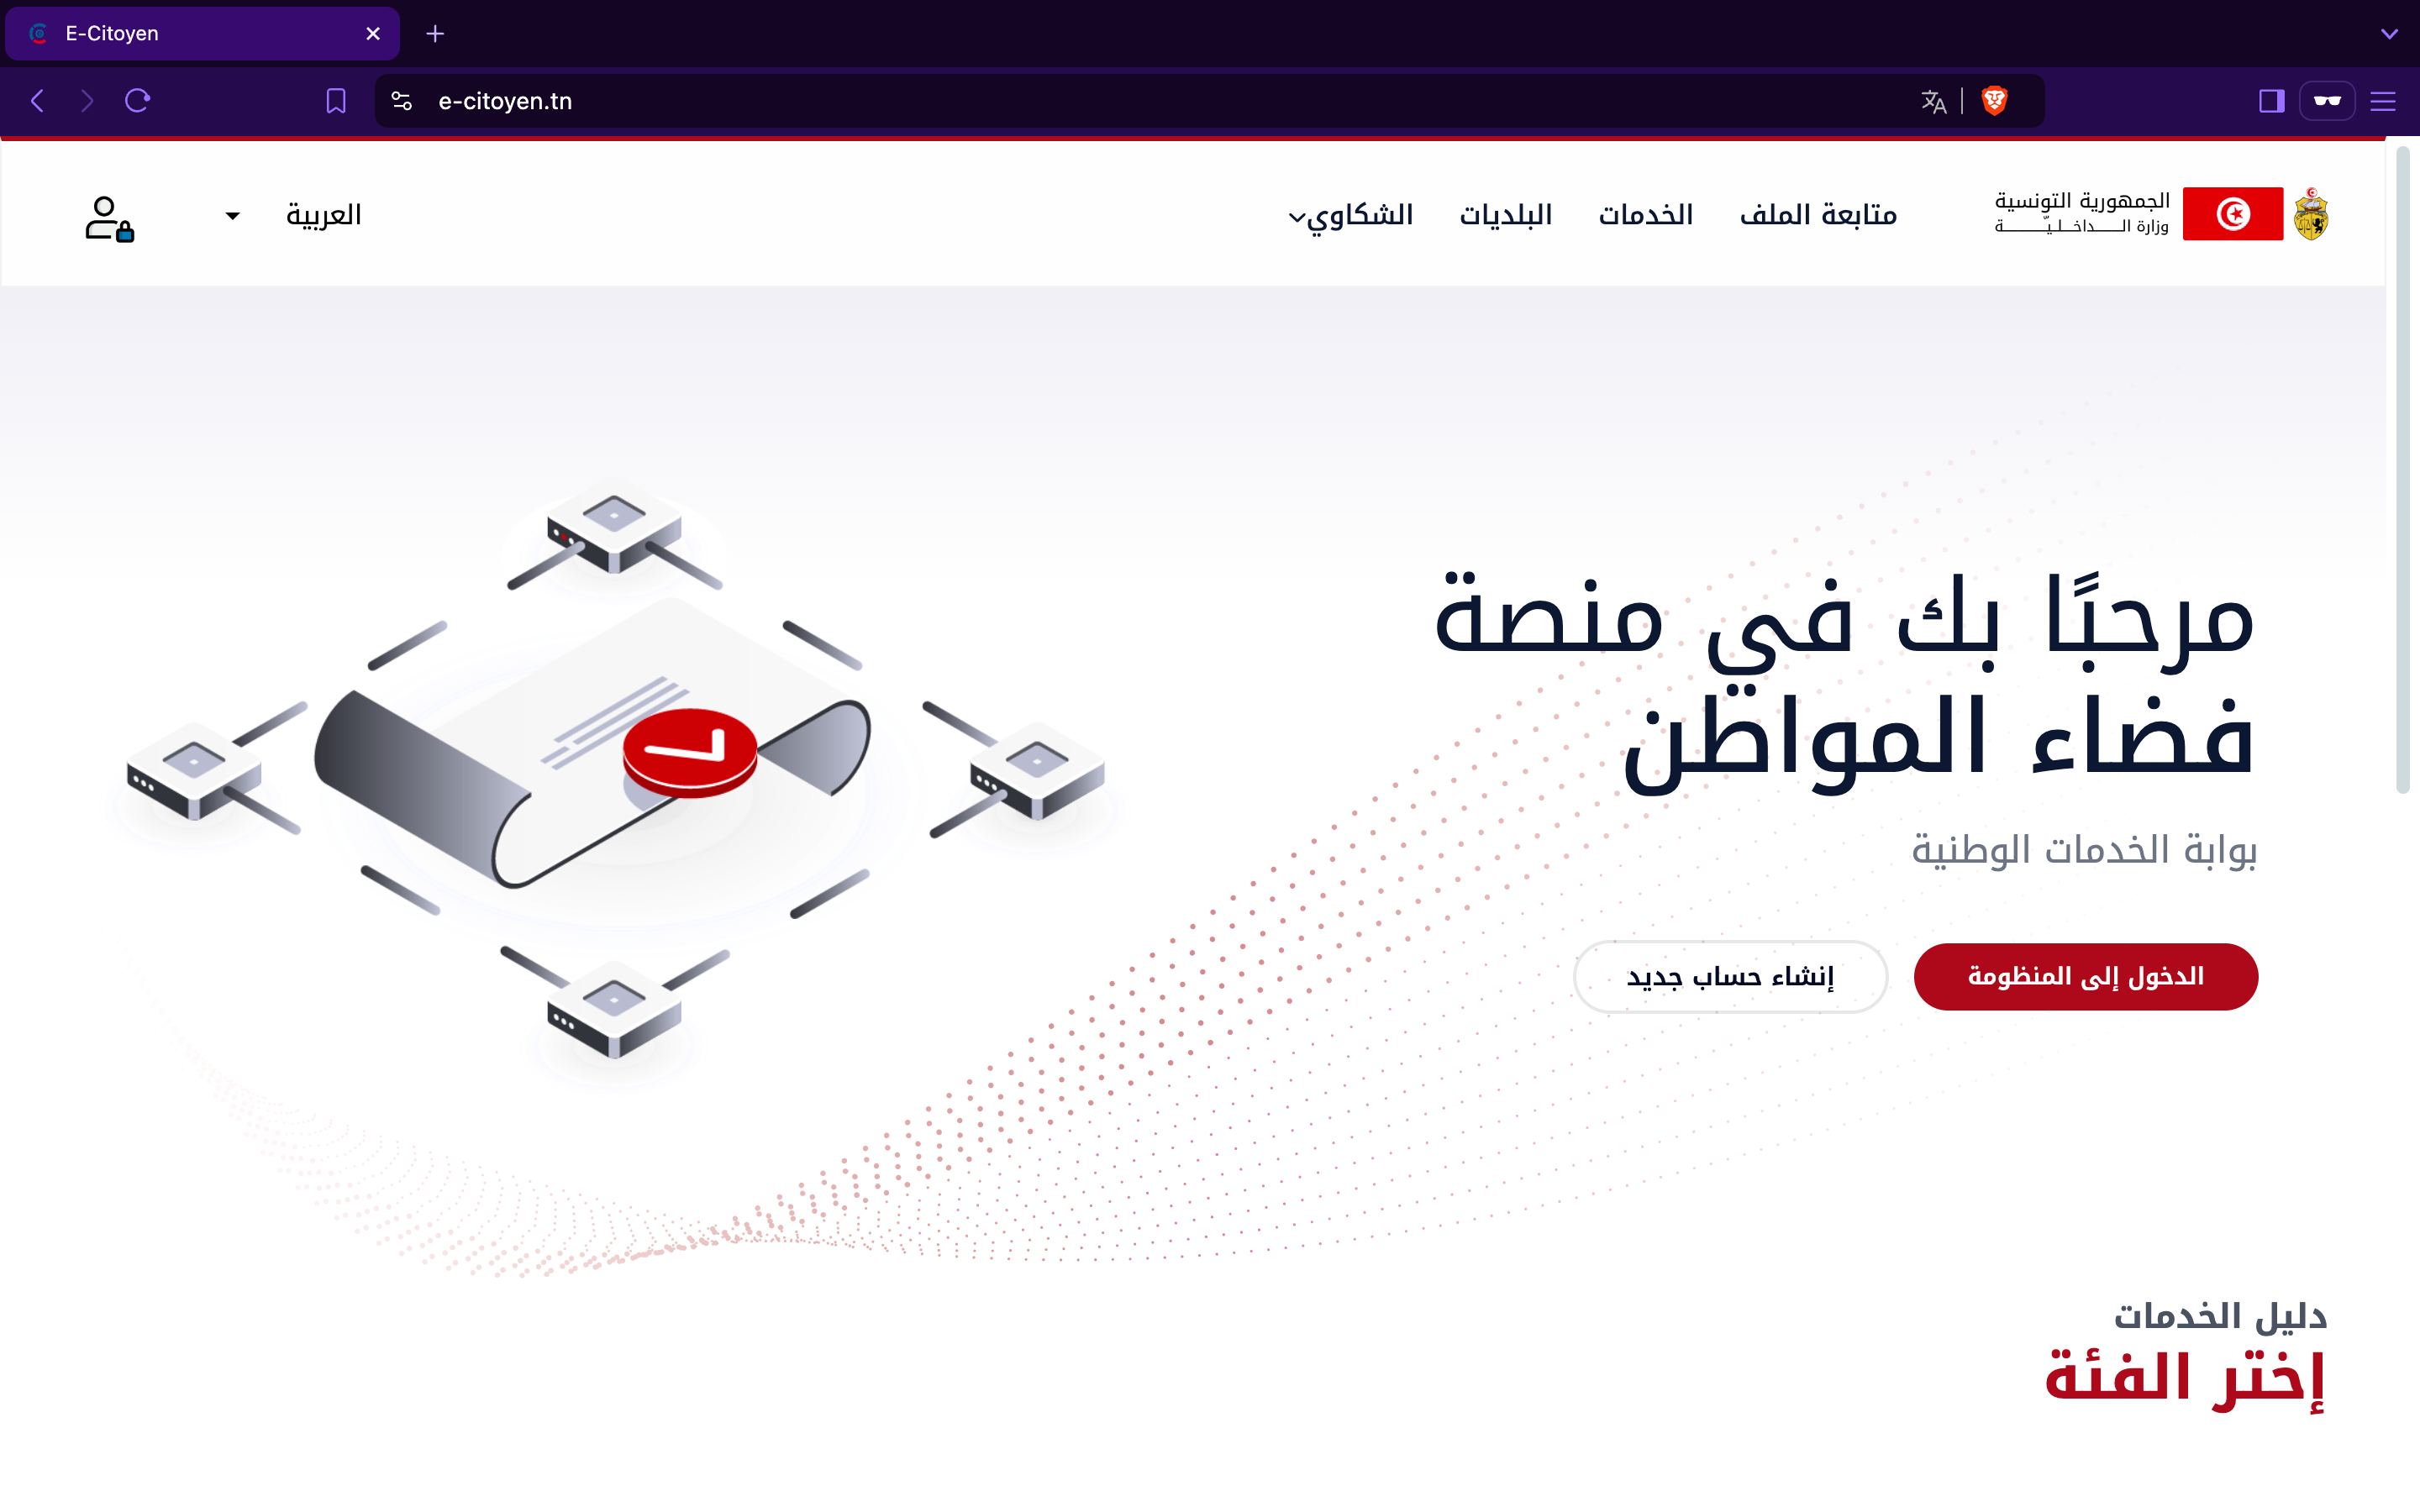 E-Citoyen
e-citoyen.tn
الجمهورية التونسية
وزارة الـــداخـلـيّـــــة
متابعة الملف
الخدمات
البلديات
الشكاوي
العربية
مرحبًا بك في منصة
فضاء المواطن
بوابة الخدمات الوطنية
الدخول إلى المنظومة
إنشاء حساب جديد
دليل الخدمات
إختر الفئة